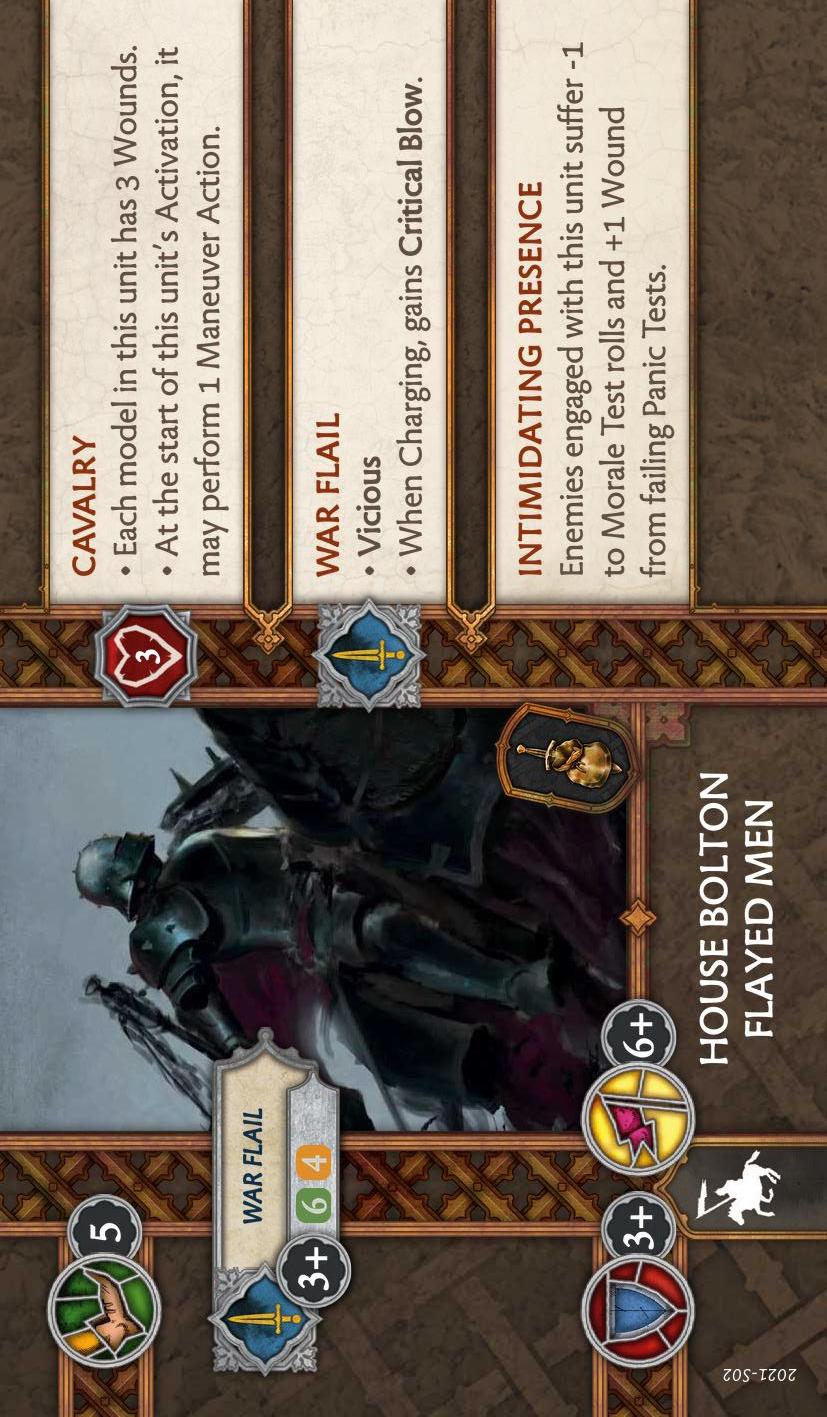 5
WAR FLAIL
3+
6 4
3+
6+
HOUSE BOLTON
FLAYED MEN
2021-S02
3
CAVALRY
• Each model in this unit has 3 Wounds.
• At the start of this unit's Activation, it
may perform 1 Maneuver Action.
WAR FLAIL
• Vicious
• When Charging, gains Critical Blow.
INTIMIDATING PRESENCE
Enemies engaged with this unit suffer -1
to Morale Test rolls and +1 Wound
from failing Panic Tests.